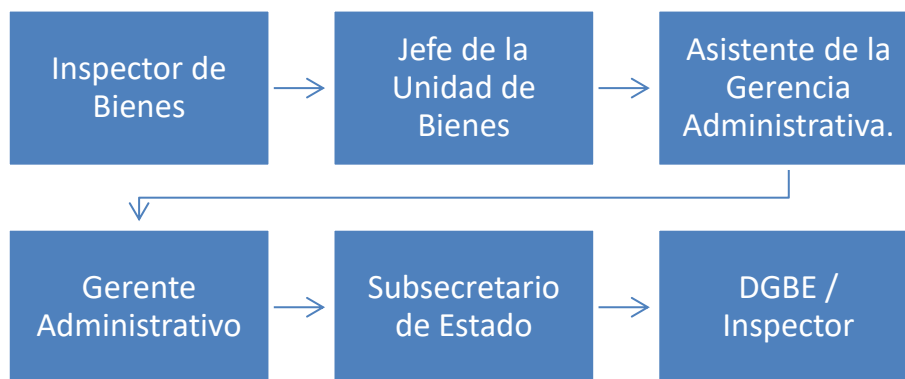 Inspector de
Bienes
Jefe de la
Unidad de
Bienes
Asistente de la
Gerencia
Administrativa.
Gerente
Administrativo
Subsecretario
de Estado
DGBE /
Inspector